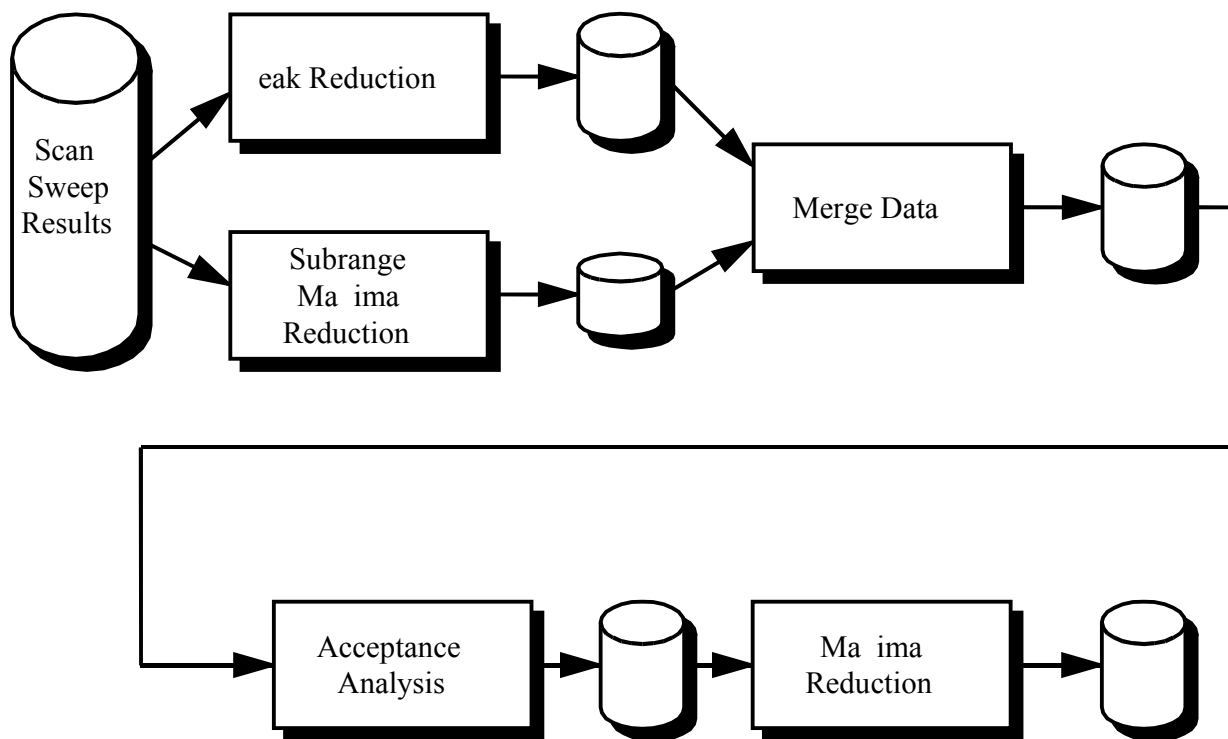 Scan
Sweep
Results
eak Reduction
Subrange
Ma ima
Reduction
Merge Data
Acceptance
Analysis
Ma ima
Reduction